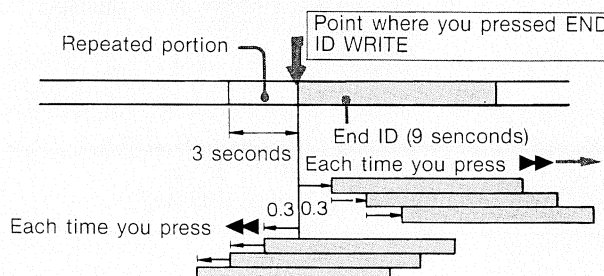 Point where you pressed END
ID WRITE
Repeated portion
End ID (9 senconds)
3 seconds
Each time you press
0.3 0.3
Each time you press